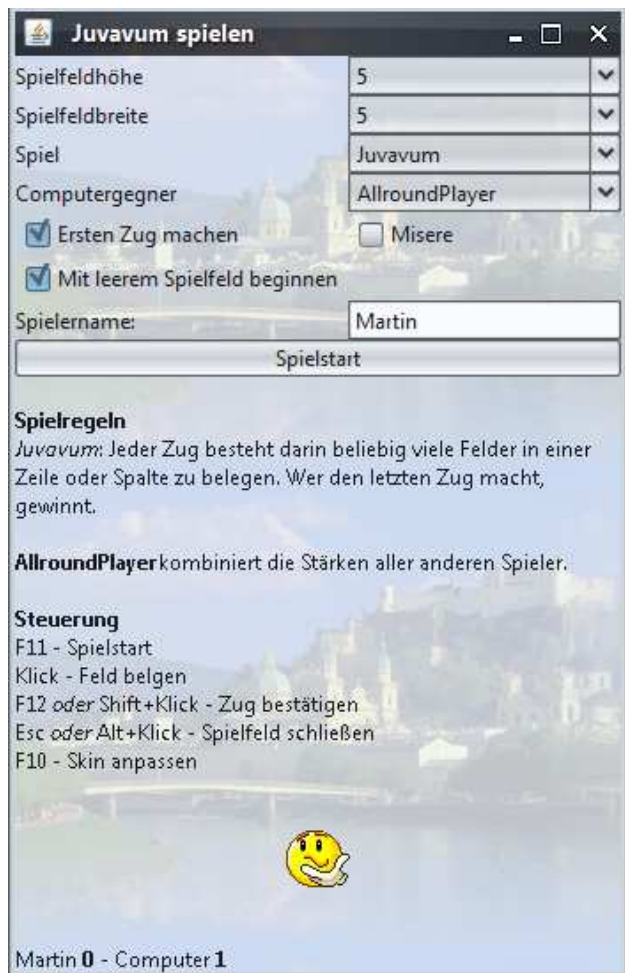 Juvavum spielen
Spielfeldhöhe 5
Spielfeldbreite 5
Spiel Juvavum
Computergegner AllroundPlayer
Ersten Zug machen Misere
Mit leerem Spielfeld beginnen
Spielername: Martin
Spielstart
Spielregeln
Juvavum: Jeder Zug besteht darin beliebig viele Felder in einer
Zeile oder Spalte zu belegen. Wer den letzten Zug macht,
gewinnt.
AllroundPlayer kombiniert die Stärken aller anderen Spieler.
Steuerung
F11 - Spielstart
Klick - Feld belgen
F12 oder Shift+Klick - Zug bestätigen
Esc oder Alt+Klick - Spielfeld schließen
F10 - Skin anpassen
Martin 0 - Computer 1